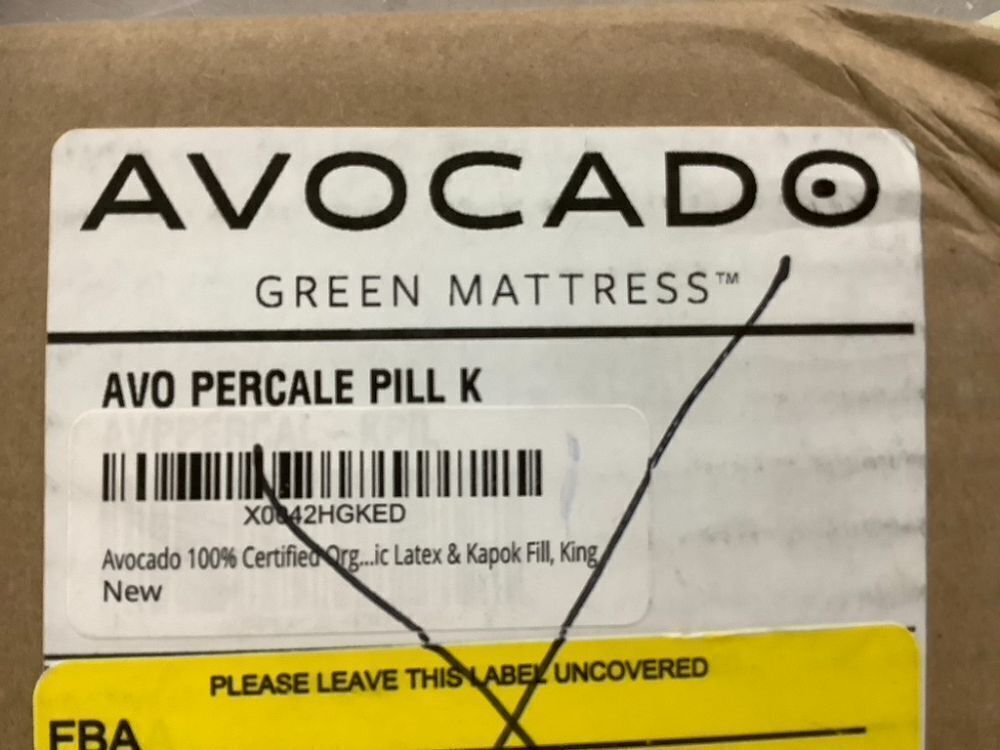 AVOCADO
GREEN MATTRESS™
AVO PERCALE PILL K
X0042HGKED
Avocado 100% Certified Org...ic Latex & Kapok Fill, King
New
PLEASE LEAVE THIS LABEL UNCOVERED
FBA